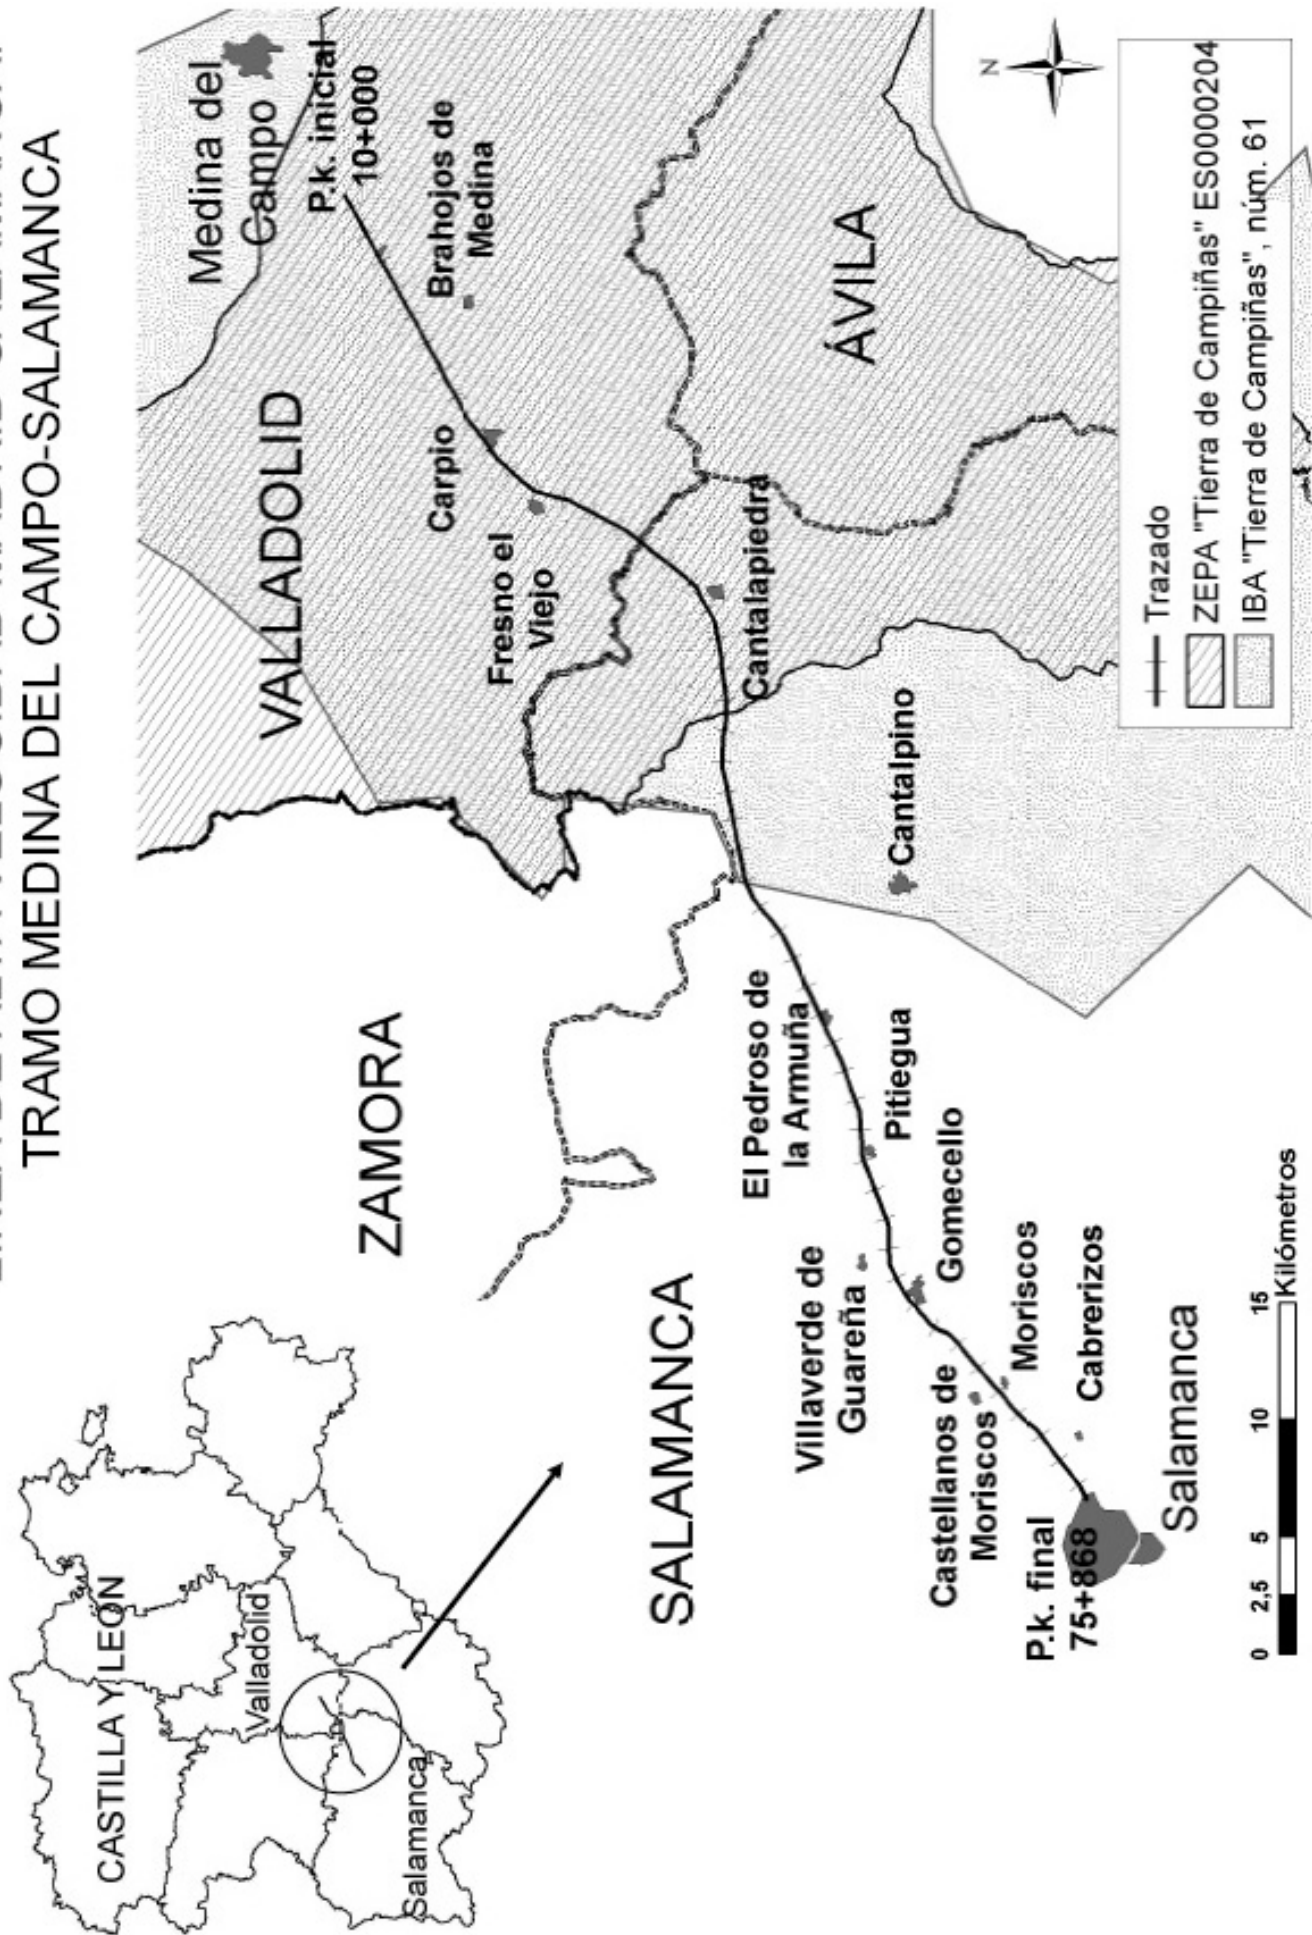 TRAMO MEDINA DEL CAMPO-SALAMANCA
CASTILLA Y LEON
Valladolid
Salamanca
ZAMORA
VALLADOLID
Medina del
Campo
P.k. inicial
10+000
Brahojos de
Medina
Carpio
Fresno el
Viejo
Cantalapiedra
ÁVILA
Cantalpino
SALAMANCA
El Pedroso de
la Armuña
Pitiegua
Villaverde de
Guareña
Gomecello
Castellanos de
Moriscos
Moriscos
Cabrerizos
P.k. final
75+868
Salamanca
0 2,5 5 10 15
Kilómetros
N
Trazado
ZEPA "Tierra de Campiñas" ES0000204
IBA "Tierra de Campiñas", núm. 61